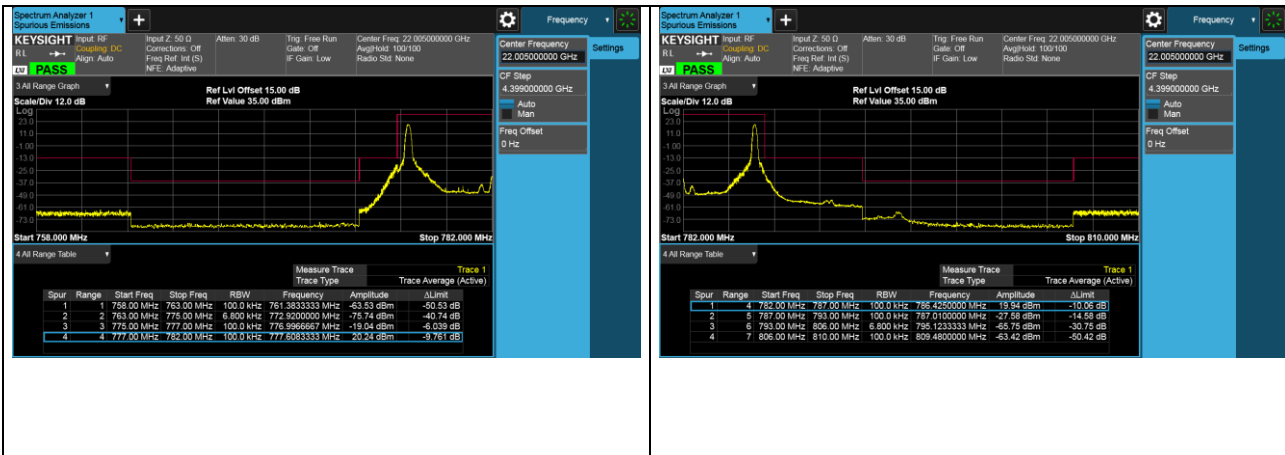 Spectrum Analyzer 1
Spurious Emissions
Frequency
KEYSIGHT Input: RF Input Z: 50 Ω Atten: 30 dB Trig: Free Run Center Freq: 22.005000000 GHz
RL Coupling: DC Corrections: Off Gate: Off Avg|Hold: 100/100
Align: Auto Freq Ref: Int (S) IF Gain: Low Radio Std: None
NFE: Adaptive
LXI PASS
Center Frequency
22.005000000 GHz
Settings
CF Step
4.399000000 GHz
Auto
Man
Freq Offset
0 Hz
3 All Range Graph
Ref Lvl Offset 15.00 dB
Scale/Div 12.0 dB Ref Value 35.00 dBm
Log
23.0
11.0
-1.00
-13.0
-25.0
-37.0
-49.0
-61.0
-73.0
Start 758.000 MHz Stop 782.000 MHz
4 All Range Table
Measure Trace Trace 1
Trace Type Trace Average (Active)
Spur Range Start Freq Stop Freq RBW Frequency Amplitude ΔLimit
1 1 758.00 MHz 763.00 MHz 100.0 kHz 761.3833333 MHz -63.53 dBm -50.53 dB
2 2 763.00 MHz 775.00 MHz 6.800 kHz 772.9200000 MHz -75.74 dBm -40.74 dB
3 3 775.00 MHz 777.00 MHz 100.0 kHz 776.9966667 MHz -19.04 dBm -6.039 dB
4 4 777.00 MHz 782.00 MHz 100.0 kHz 777.6083333 MHz 20.24 dBm -9.761 dB
Spectrum Analyzer 1
Spurious Emissions
Frequency
KEYSIGHT Input: RF Input Z: 50 Ω Atten: 30 dB Trig: Free Run Center Freq: 22.005000000 GHz
RL Coupling: DC Corrections: Off Gate: Off Avg|Hold: 100/100
Align: Auto Freq Ref: Int (S) IF Gain: Low Radio Std: None
NFE: Adaptive
LXI PASS
Center Frequency
22.005000000 GHz
Settings
CF Step
4.399000000 GHz
Auto
Man
Freq Offset
0 Hz
3 All Range Graph
Ref Lvl Offset 15.00 dB
Scale/Div 12.0 dB Ref Value 35.00 dBm
Log
23.0
11.0
-1.00
-13.0
-25.0
-37.0
-49.0
-61.0
-73.0
Start 782.000 MHz Stop 810.000 MHz
4 All Range Table
Measure Trace Trace 1
Trace Type Trace Average (Active)
Spur Range Start Freq Stop Freq RBW Frequency Amplitude ΔLimit
1 4 782.00 MHz 787.00 MHz 100.0 kHz 786.4250000 MHz 19.94 dBm -10.06 dB
2 5 787.00 MHz 793.00 MHz 100.0 kHz 787.0100000 MHz -27.58 dBm -14.58 dB
3 6 793.00 MHz 806.00 MHz 6.800 kHz 795.1233333 MHz -65.75 dBm -30.75 dB
4 7 806.00 MHz 810.00 MHz 100.0 kHz 809.4800000 MHz -63.42 dBm -50.42 dB